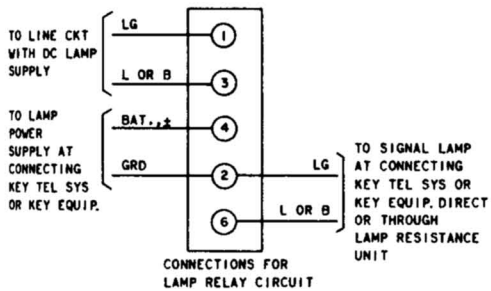 TO LINE CKT
WITH DC LAMP
SUPPLY
LG
1
L OR B
3
TO LAMP
POWER
SUPPLY AT
CONNECTING
KEY TEL SYS
OR KEY EQUIP.
BAT.,±
4
GRD
2
LG
6
L OR B
TO SIGNAL LAMP
AT CONNECTING
KEY TEL SYS OR
KEY EQUIP. DIRECT
OR THROUGH
LAMP RESISTANCE
UNIT
CONNECTIONS FOR
LAMP RELAY CIRCUIT